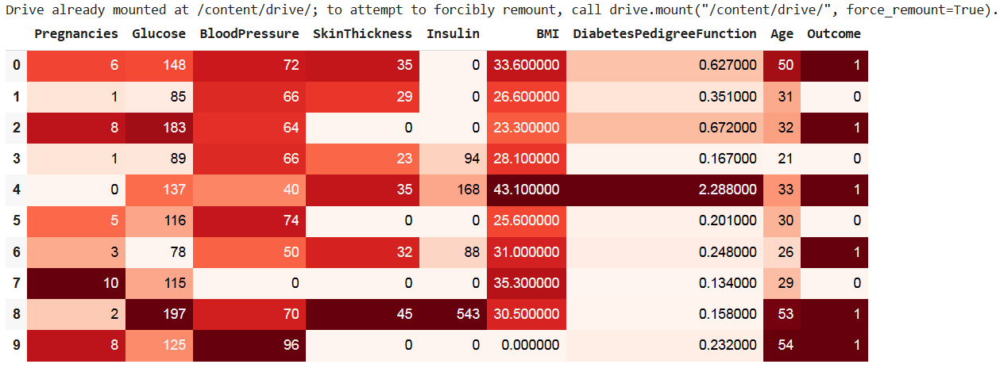 Drive already mounted at /content/drive/; to attempt to forcibly remount, call drive.mount("/content/drive/", force_remount=True).
Pregnancies Glucose BloodPressure SkinThickness Insulin BMI DiabetesPedigreeFunction Age Outcome
0 6 148 72 35 0 33.600000 0.627000 50 1
1 1 85 66 29 0 26.600000 0.351000 31 0
2 8 183 64 0 0 23.300000 0.672000 32 1
3 1 89 66 23 94 28.100000 0.167000 21 0
4 0 137 40 35 168 43.100000 2.288000 33 1
5 5 116 74 0 0 25.600000 0.201000 30 0
6 3 78 50 32 88 31.000000 0.248000 26 1
7 10 115 0 0 0 35.300000 0.134000 29 0
8 2 197 70 45 543 30.500000 0.158000 53 1
9 8 125 96 0 0 0.000000 0.232000 54 1